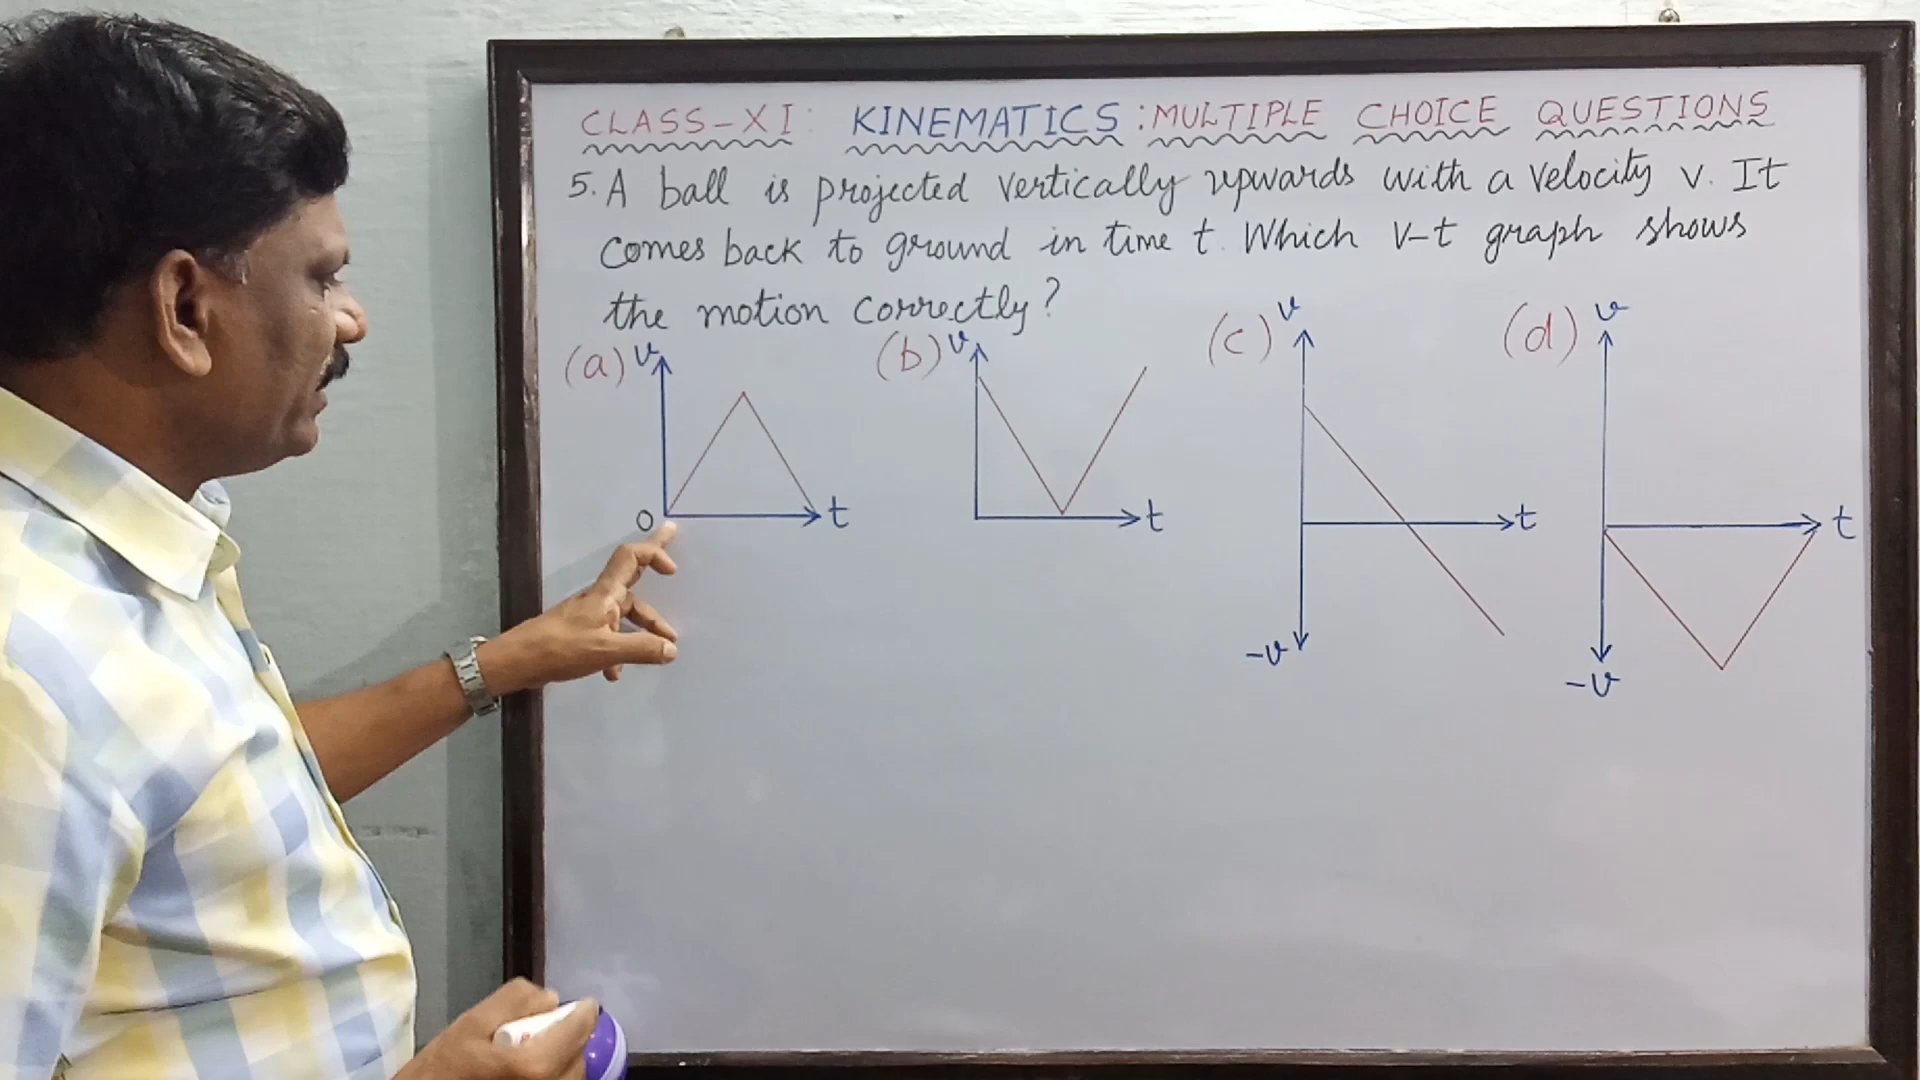 CLASS-XI: KINEMATICS: MULTIPLE CHOICE QUESTIONS
5. A ball is projected vertically upwards with a velocity v. It
comes back to ground in time t. Which v-t graph shows
the motion correctly?
(a) v
O t
(b) v
t
(c) v
t
-v
(d) v
t
-v